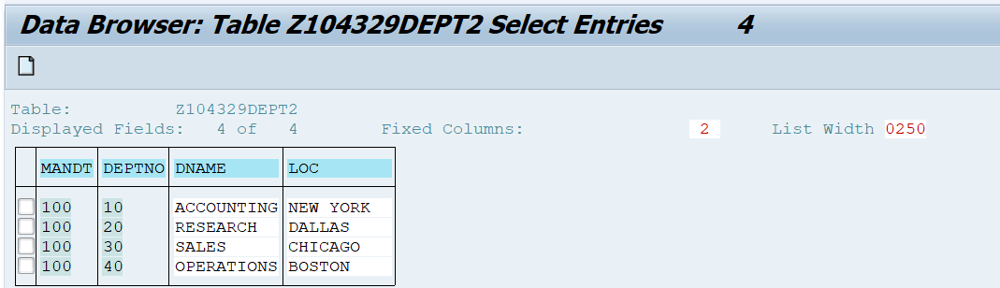 Data Browser: Table Z104329DEPT2 Select Entries 4
Table: Z104329DEPT2
Displayed Fields: 4 of 4 Fixed Columns: 2 List Width 0250
MANDT DEPTNO DNAME LOC
100 10 ACCOUNTING NEW YORK
100 20 RESEARCH DALLAS
100 30 SALES CHICAGO
100 40 OPERATIONS BOSTON